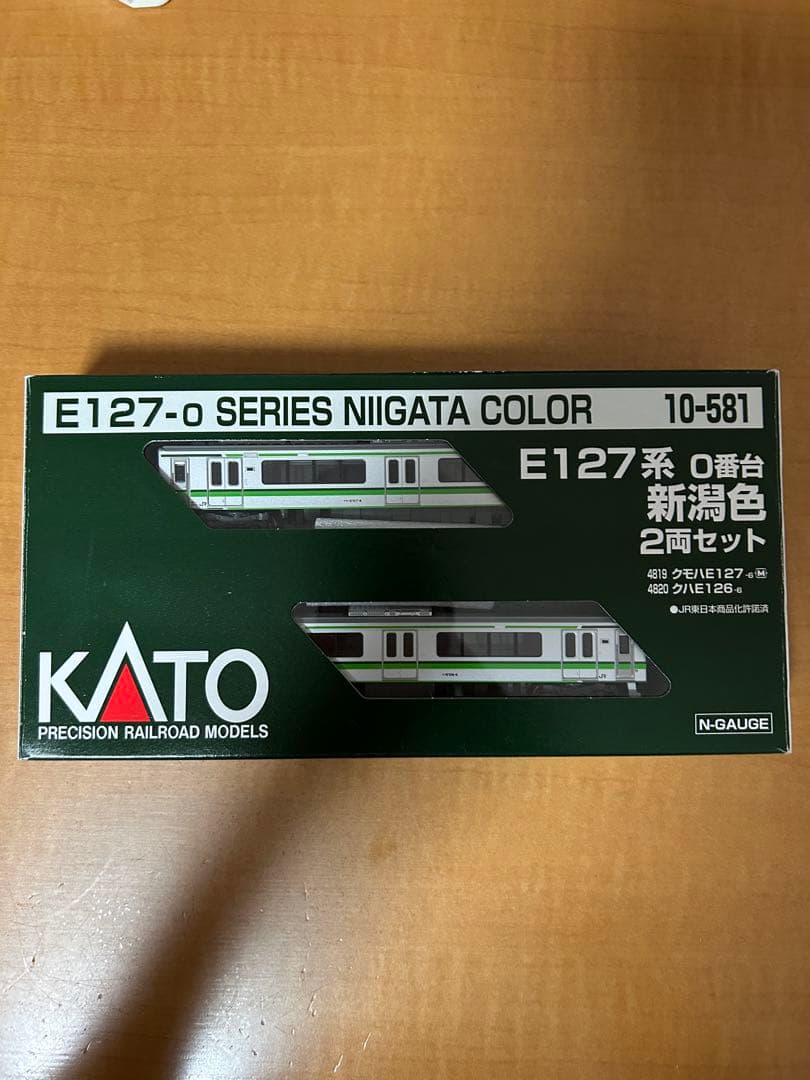 E127-0 SERIES NIIGATA COLOR 10-581
E127系 0番台
新潟色
2両セット
4819 クモハE127-6 M
4820 クハE126-6
●JR東日本商品化許諾済
KATO
PRECISION RAILROAD MODELS
N-GAUGE
JR
JR